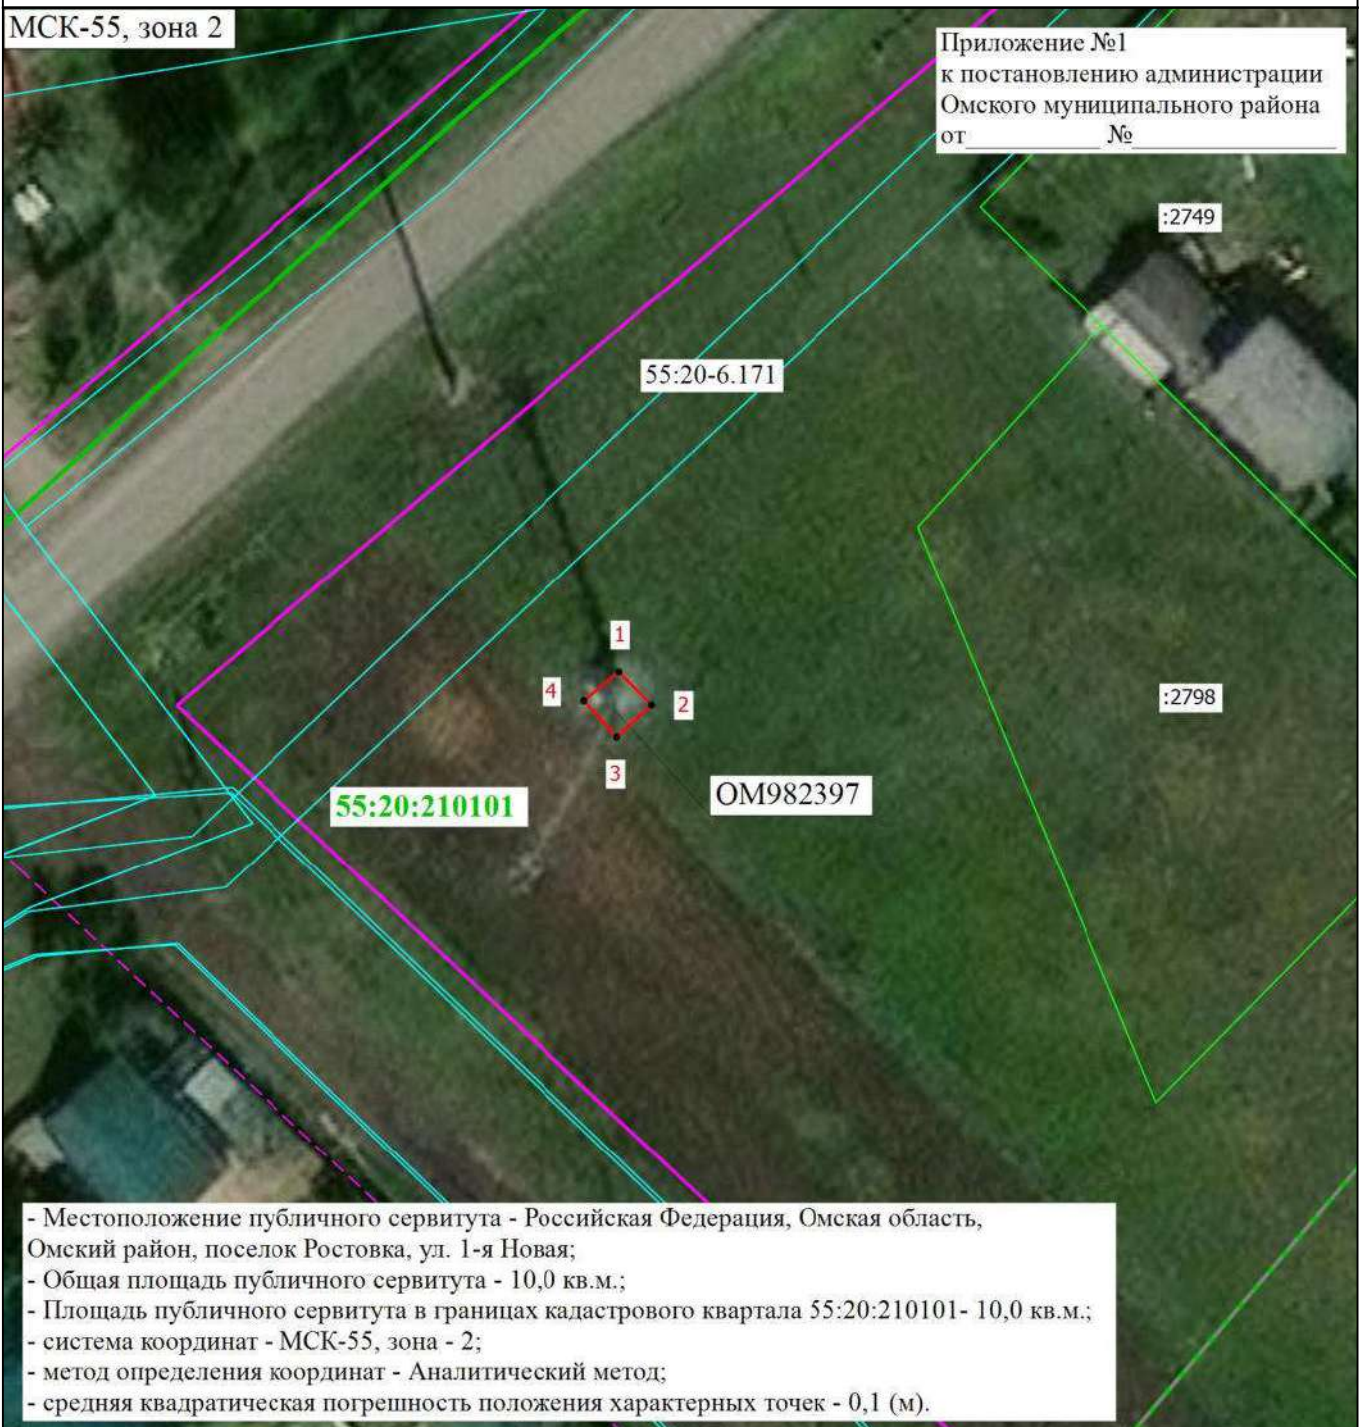 МСК-55, зона 2
Приложение №1
к постановлению администрации
Омского муниципального района
от__________ №_______________
:2749
55:20-6.171
1
4
2
3
:2798
55:20:210101
ОМ982397
- Местоположение публичного сервитута - Российская Федерация, Омская область,
Омский район, поселок Ростовка, ул. 1-я Новая;
- Общая площадь публичного сервитута - 10,0 кв.м.;
- Площадь публичного сервитута в границах кадастрового квартала 55:20:210101- 10,0 кв.м.;
- система координат - МСК-55, зона - 2;
- метод определения координат - Аналитический метод;
- средняя квадратическая погрешность положения характерных точек - 0,1 (м).